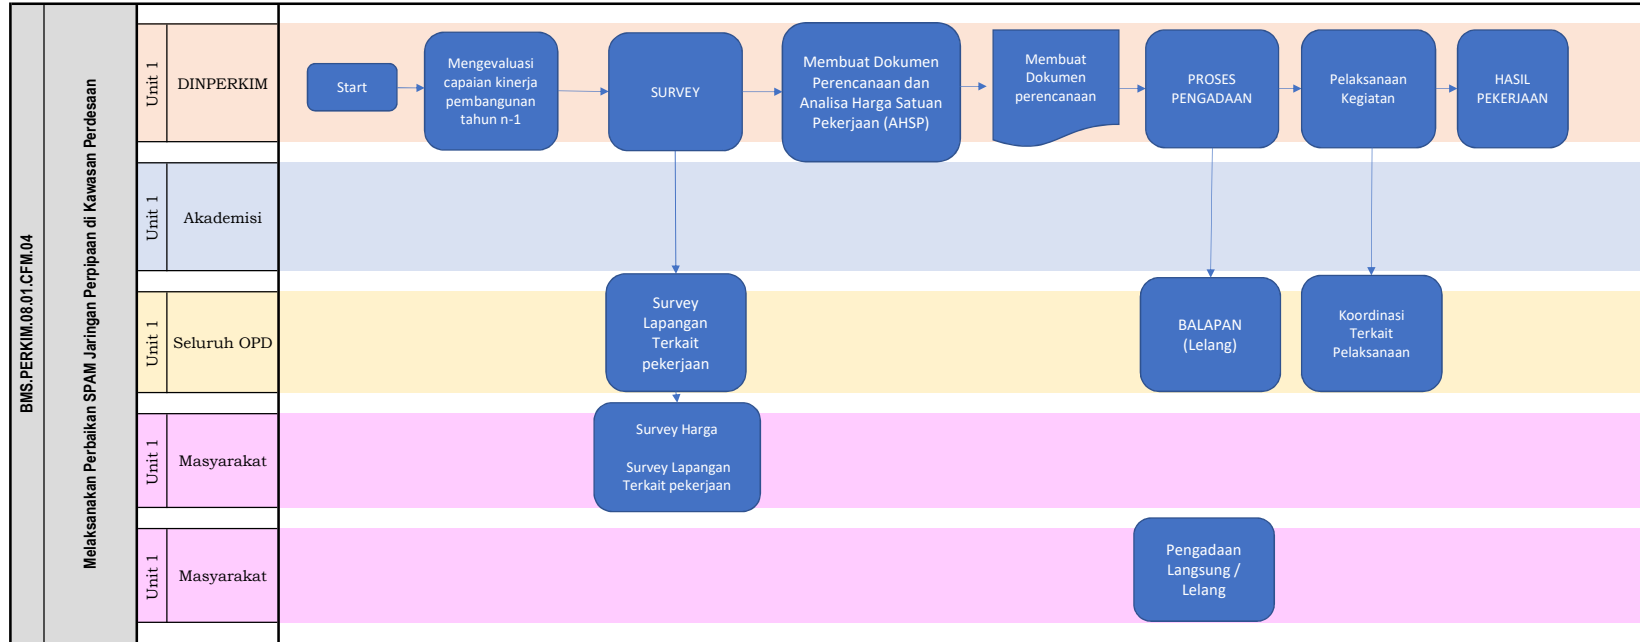 BMS.PERKIM.08.01.CFM.04
Melaksanakan Perbaikan SPAM Jaringan Perpipaan di Kawasan Perdesaan
Unit 1
DINPERKIM
Start
Mengevaluasi
capaian kinerja
pembangunan
tahun n-1
SURVEY
Membuat Dokumen
Perencanaan dan
Analisa Harga Satuan
Pekerjaan (AHSP)
Membuat
Dokumen
perencanaan
PROSES
PENGADAAN
Pelaksanaan
Kegiatan
HASIL
PEKERJAAN
Unit 1
Akademisi
Unit 1
Seluruh OPD
Survey
Lapangan
Terkait
pekerjaan
BALAPAN
(Lelang)
Koordinasi
Terkait
Pelaksanaan
Unit 1
Masyarakat
Survey Harga
Survey Lapangan
Terkait pekerjaan
Unit 1
Masyarakat
Pengadaan
Langsung /
Lelang